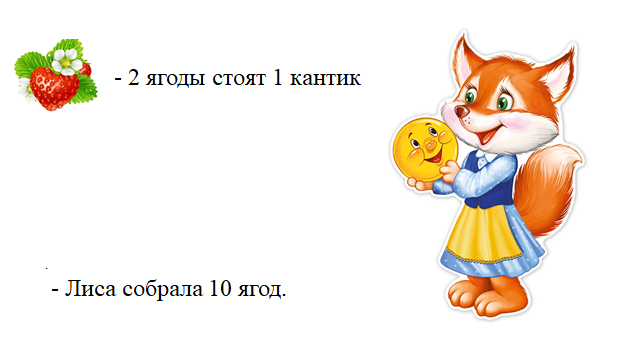 - 2 ягоды стоят 1 кантик
- Лиса собрала 10 ягод.